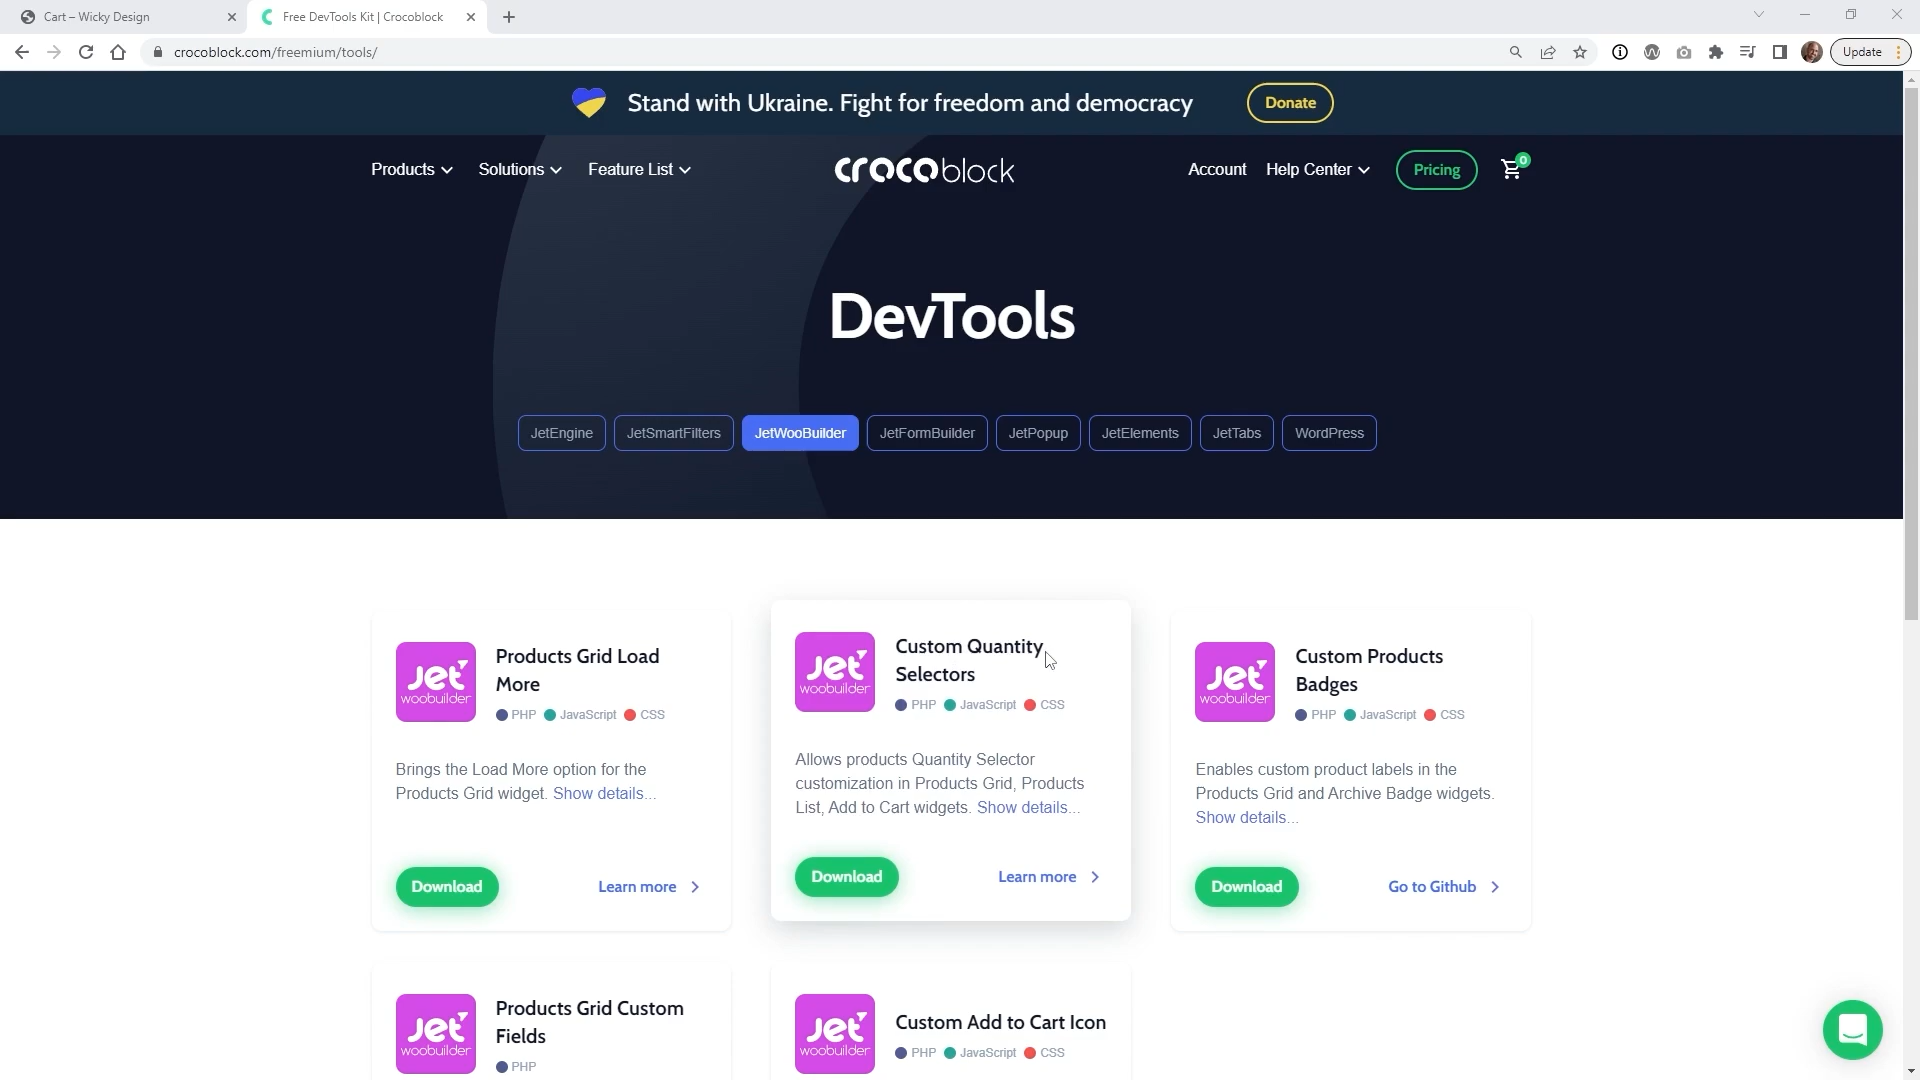 Cart – Wicky Design
Free DevTools Kit | Crocoblock
crocoblock.com/freemium/tools/
Update
Stand with Ukraine. Fight for freedom and democracy
Donate
Products
Solutions
Feature List
crocoblock
Account
Help Center
Pricing
0
DevTools
JetEngine
JetSmartFilters
JetWooBuilder
JetFormBuilder
JetPopup
JetElements
JetTabs
WordPress
Jet
woobuilder
Products Grid Load
More
PHP JavaScript CSS
Brings the Load More option for the
Products Grid widget. Show details...
Download
Learn more
Jet
woobuilder
Custom Quantity
Selectors
PHP JavaScript CSS
Allows products Quantity Selector
customization in Products Grid, Products
List, Add to Cart widgets. Show details...
Download
Learn more
Jet
woobuilder
Custom Products
Badges
PHP JavaScript CSS
Enables custom product labels in the
Products Grid and Archive Badge widgets.
Show details...
Download
Go to Github
Jet
woobuilder
Products Grid Custom
Fields
PHP
Jet
woobuilder
Custom Add to Cart Icon
PHP JavaScript CSS